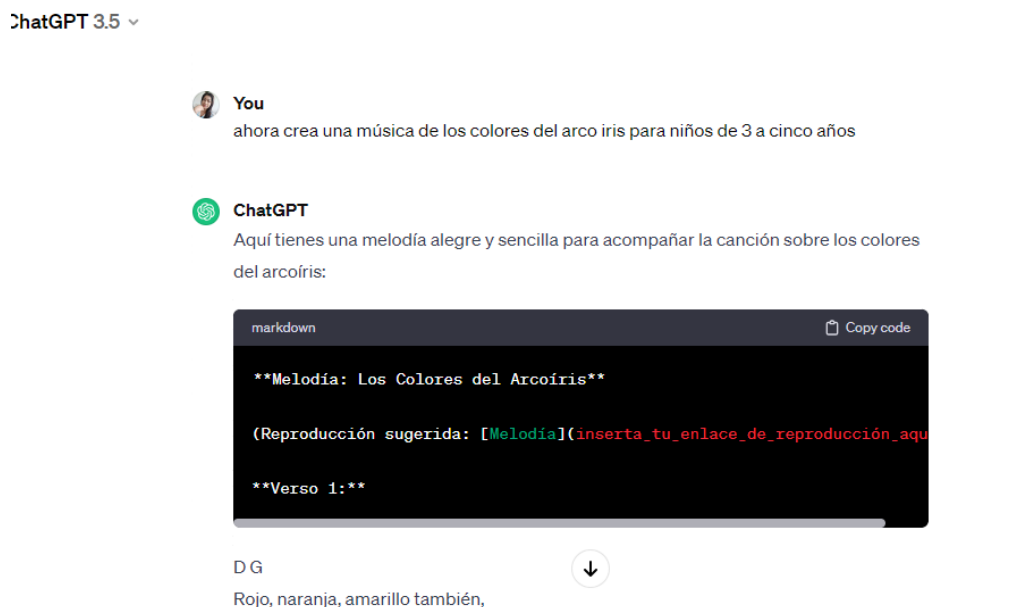 ChatGPT 3.5
You
ahora crea una música de los colores del arco iris para niños de 3 a cinco años
ChatGPT
Aquí tienes una melodía alegre y sencilla para acompañar la canción sobre los colores
del arcoíris:
markdown
Copy code
**Melodía: Los Colores del Arcoíris**
(Reproducción sugerida: [Melodía](inserta_tu_enlace_de_reproducción_aqu
**Verso 1:**
D G
Rojo, naranja, amarillo también,